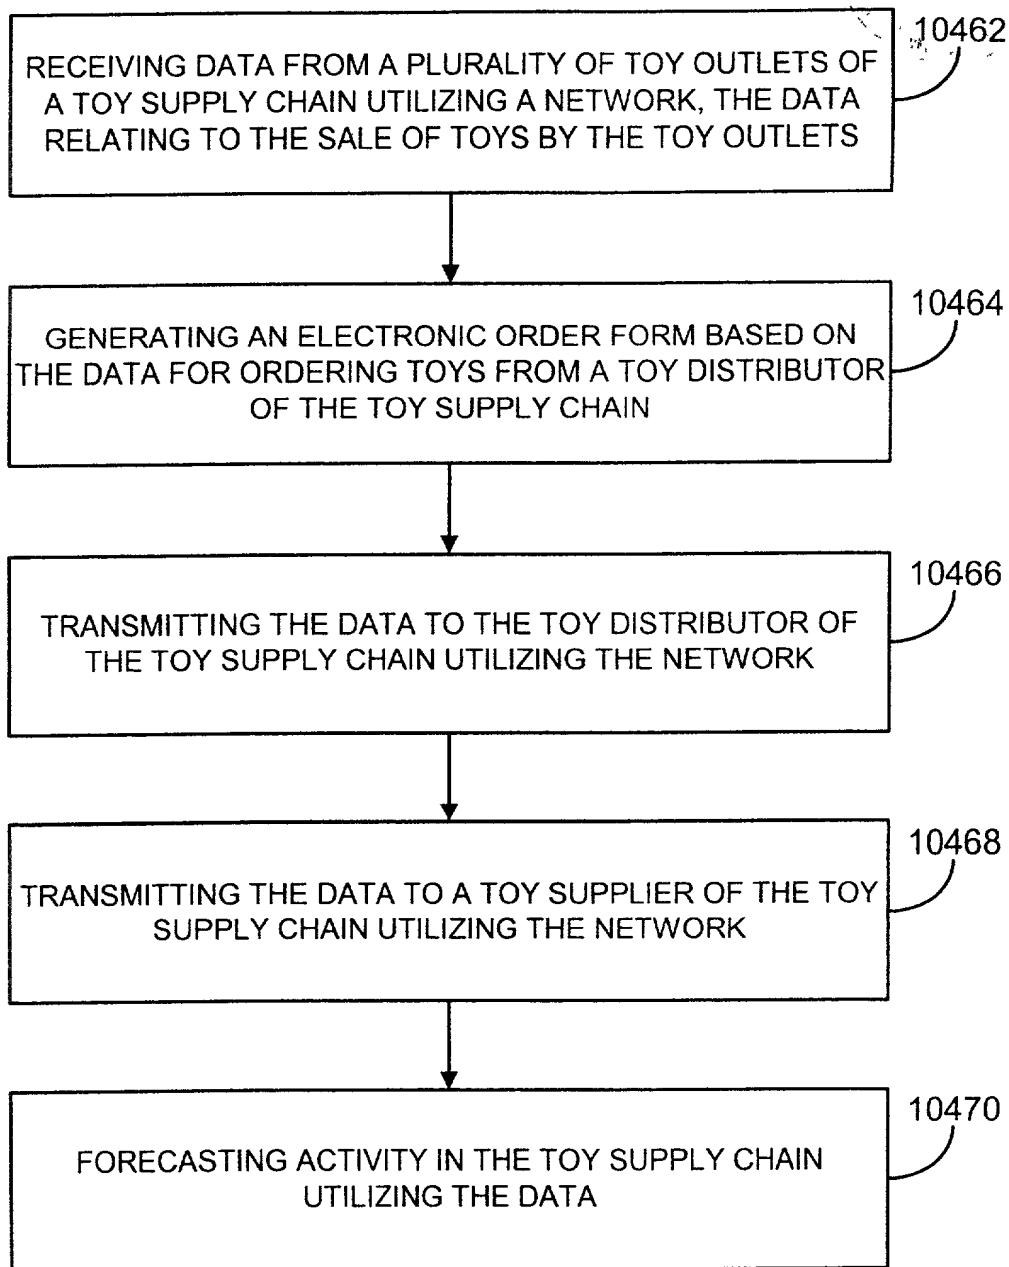 10462
RECEIVING DATA FROM A PLURALITY OF TOY OUTLETS OF
A TOY SUPPLY CHAIN UTILIZING A NETWORK, THE DATA
RELATING TO THE SALE OF TOYS BY THE TOY OUTLETS
10464
GENERATING AN ELECTRONIC ORDER FORM BASED ON
THE DATA FOR ORDERING TOYS FROM A TOY DISTRIBUTOR
OF THE TOY SUPPLY CHAIN
10466
TRANSMITTING THE DATA TO THE TOY DISTRIBUTOR OF
THE TOY SUPPLY CHAIN UTILIZING THE NETWORK
10468
TRANSMITTING THE DATA TO A TOY SUPPLIER OF THE TOY
SUPPLY CHAIN UTILIZING THE NETWORK
10470
FORECASTING ACTIVITY IN THE TOY SUPPLY CHAIN
UTILIZING THE DATA